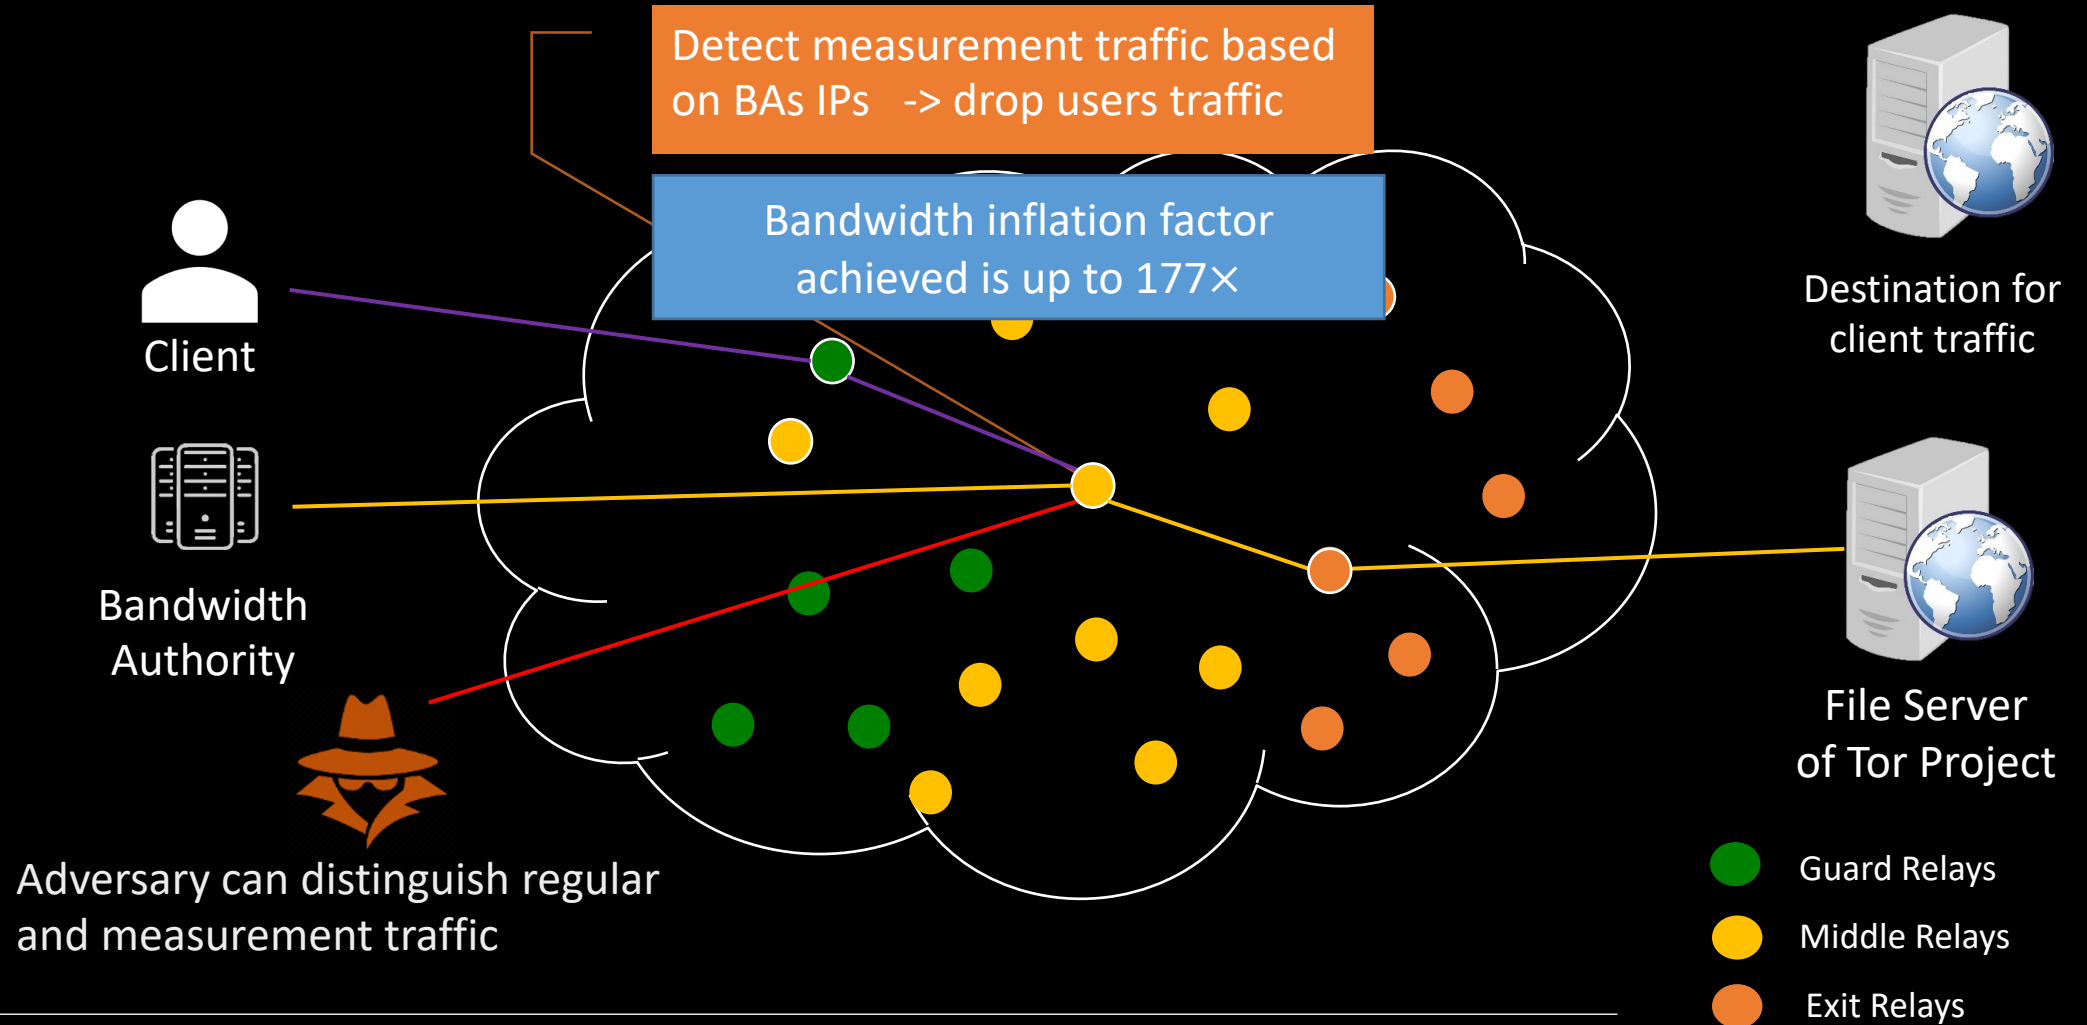 Detect measurement traffic based
on BAs IPs -> drop users traffic
Bandwidth inflation factor
achieved is up to 177×
Client
Bandwidth
Authority
Adversary can distinguish regular
and measurement traffic
Destination for
client traffic
File Server
of Tor Project
Guard Relays
Middle Relays
Exit Relays